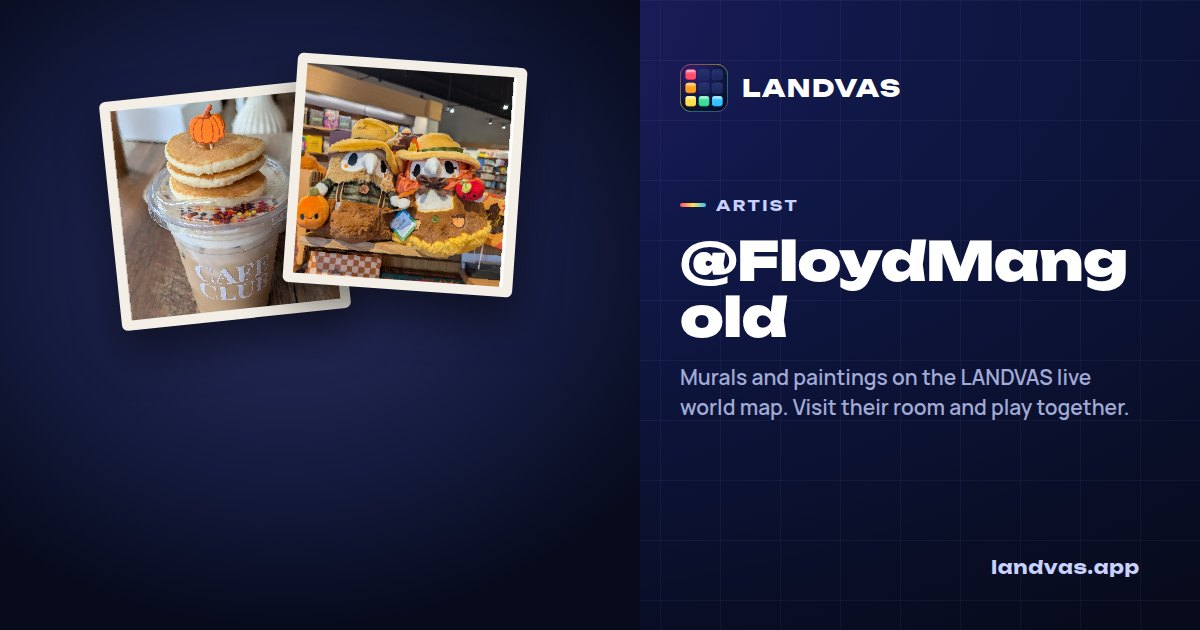 LANDVAS
ARTIST
@FloydMang
old
Murals and paintings on the LANDVAS live
world map. Visit their room and play together.
landvas.app
CAFE
CLUB